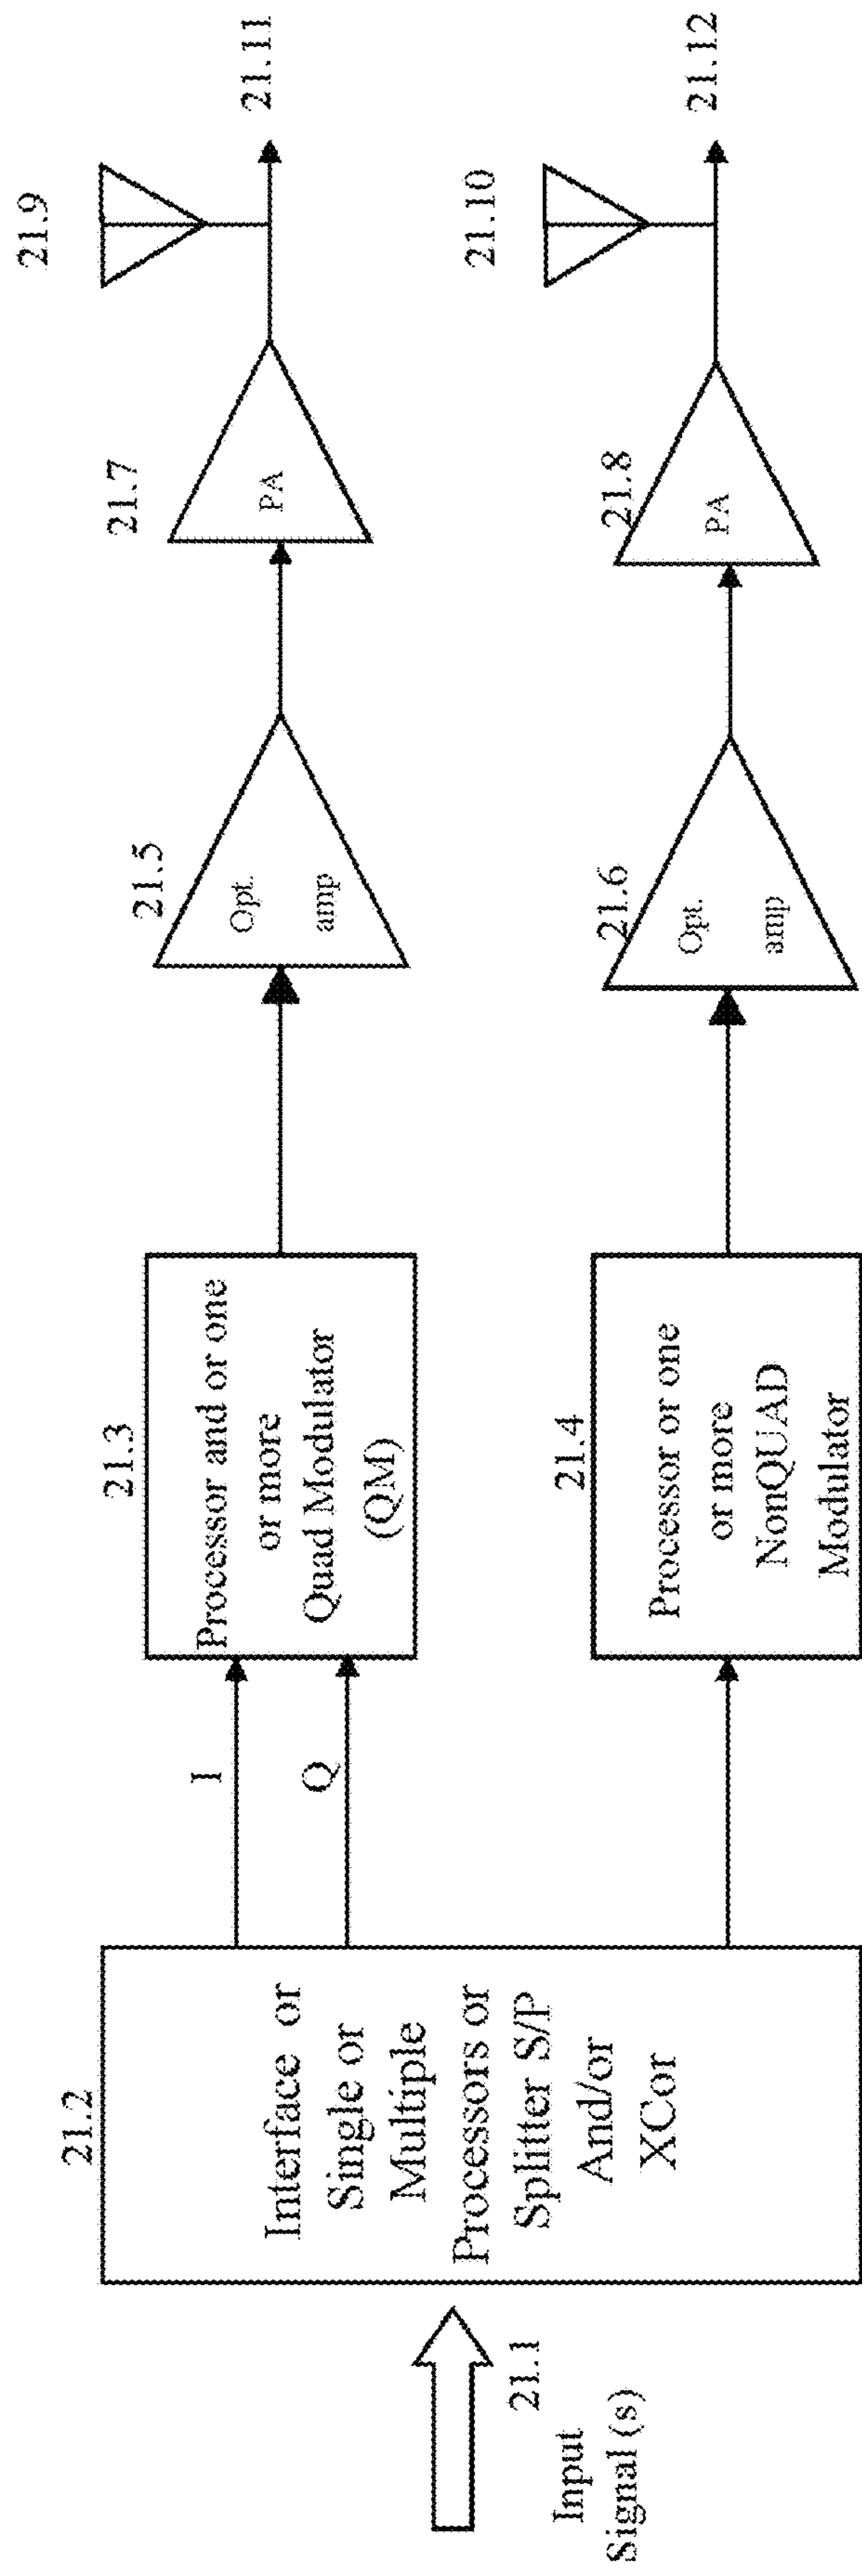 21.1
Input
Signal (s)
21.2
Interface or
Single or
Multiple
Processors or
Splitter S/P
And/or
XCor
I
Q
21.3
Processor and or one
or more
Quad Modulator
(QM)
21.5
Opt.
amp
21.7
PA
21.9
21.11
21.4
Processor or one
or more
NonQUAD
Modulator
21.6
Opt.
amp
21.8
PA
21.10
21.12